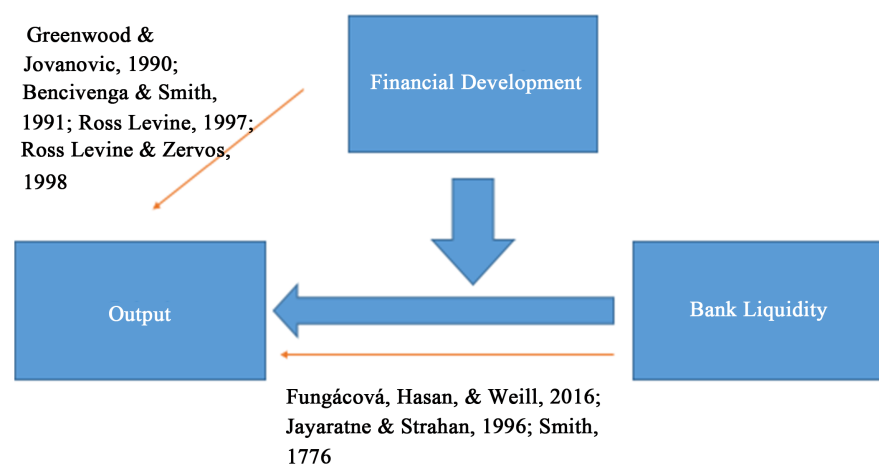 Greenwood &
Jovanovic, 1990;
Bencivenga & Smith,
1991; Ross Levine, 1997;
Ross Levine & Zervos,
1998
Financial Development
Output
Bank Liquidity
Fungácová, Hasan, & Weill, 2016;
Jayaratne & Strahan, 1996; Smith,
1776